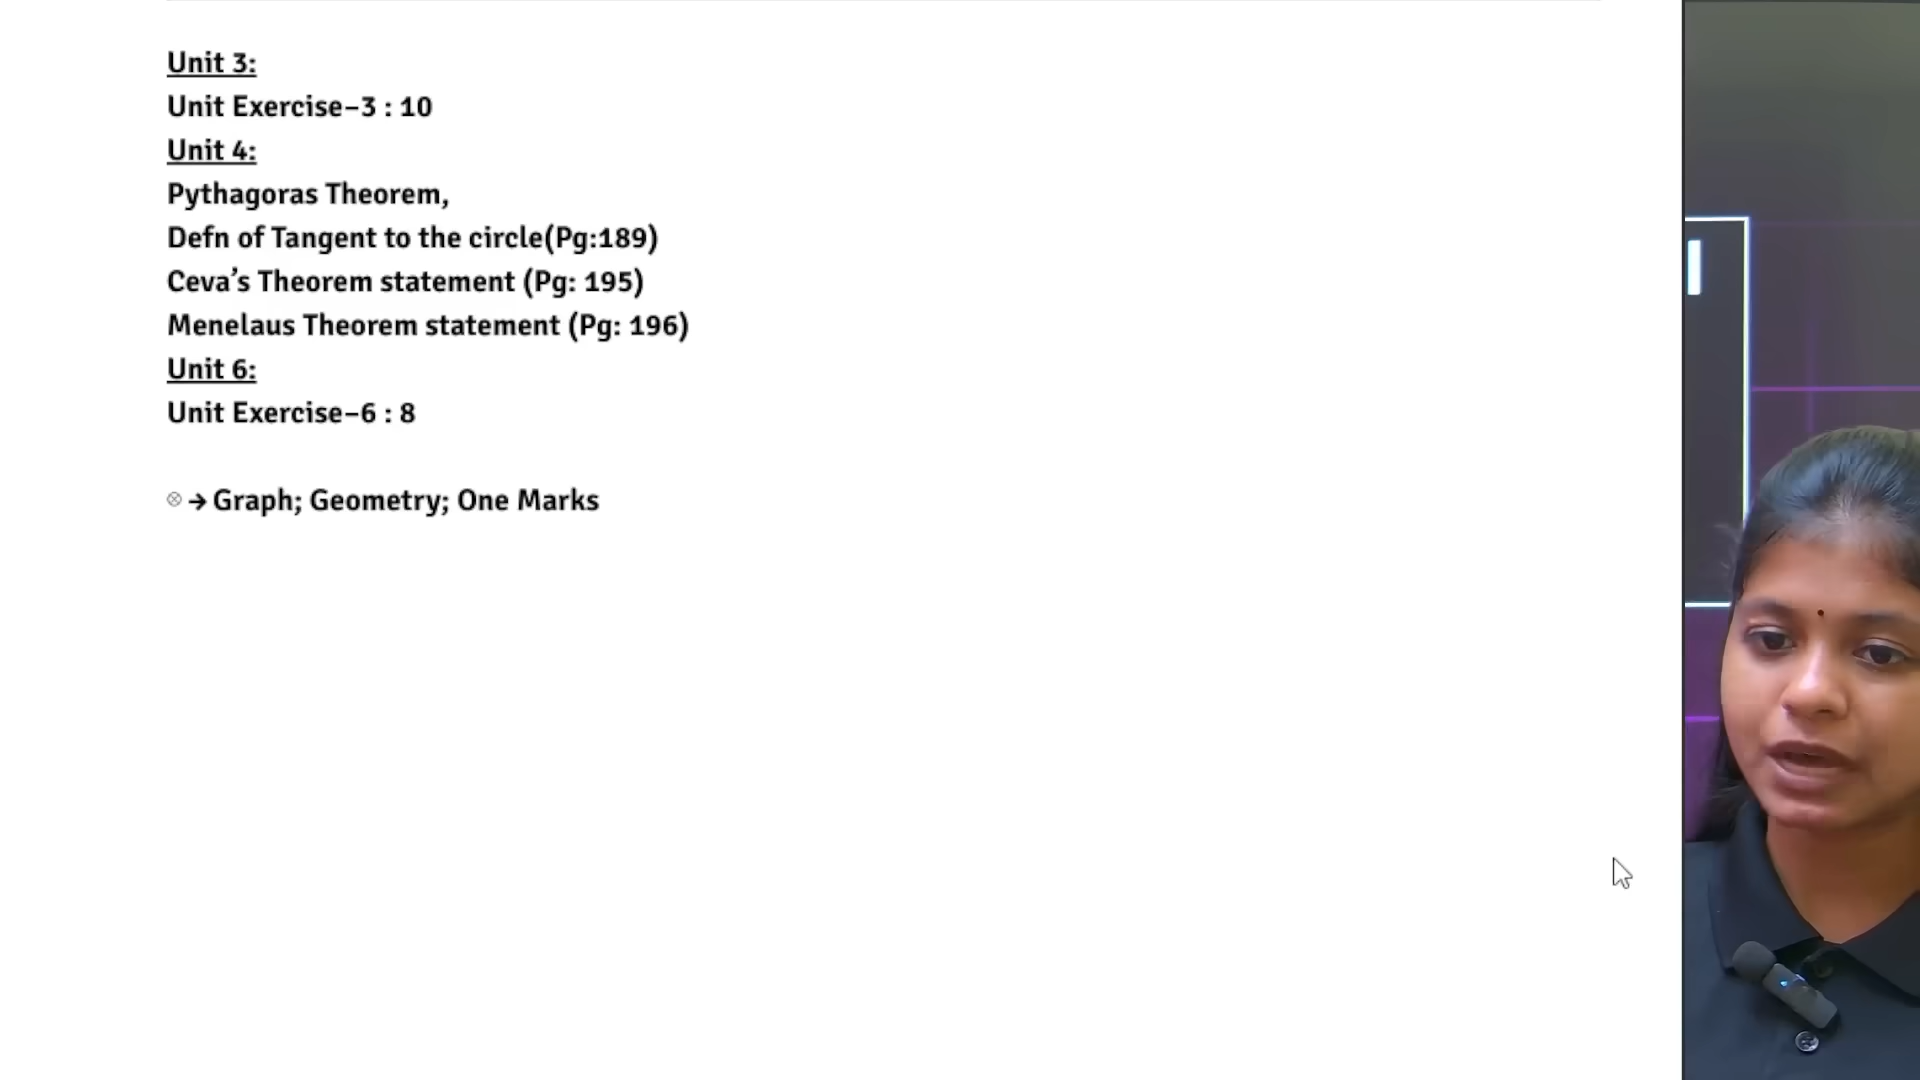 Unit 3:
Unit Exercise–3 : 10
Unit 4:
Pythagoras Theorem,
Defn of Tangent to the circle(Pg:189)
Ceva’s Theorem statement (Pg: 195)
Menelaus Theorem statement (Pg: 196)
Unit 6:
Unit Exercise–6 : 8
⊗ → Graph; Geometry; One Marks